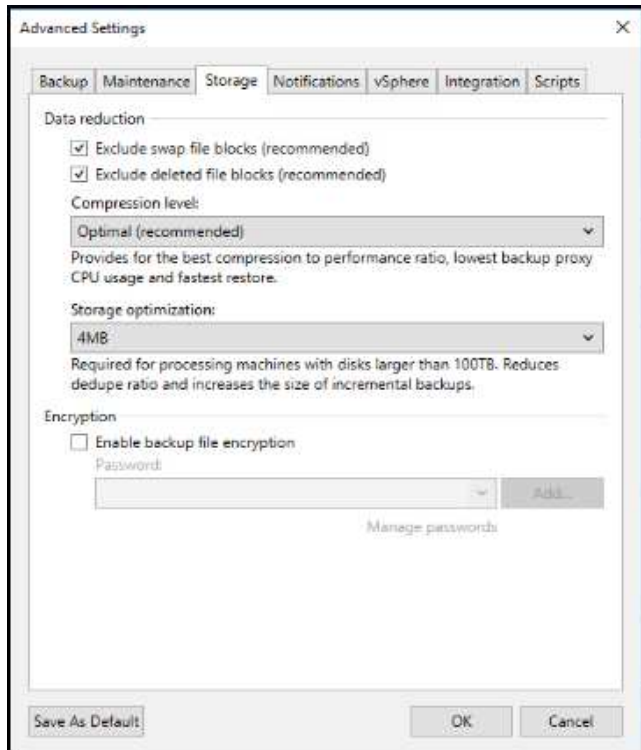 Advanced Settings
Backup Maintenance Storage Notifications vSphere Integration Scripts
Data reduction
Exclude swap file blocks (recommended)
Exclude deleted file blocks (recommended)
Compression level:
Optimal (recommended)
Provides for the best compression to performance ratio, lowest backup proxy
CPU usage and fastest restore.
Storage optimization:
4MB
Required for processing machines with disks larger than 100TB. Reduces
dedupe ratio and increases the size of incremental backups.
Encryption
Enable backup file encryption
Password:
Add...
Manage passwords
Save As Default OK Cancel